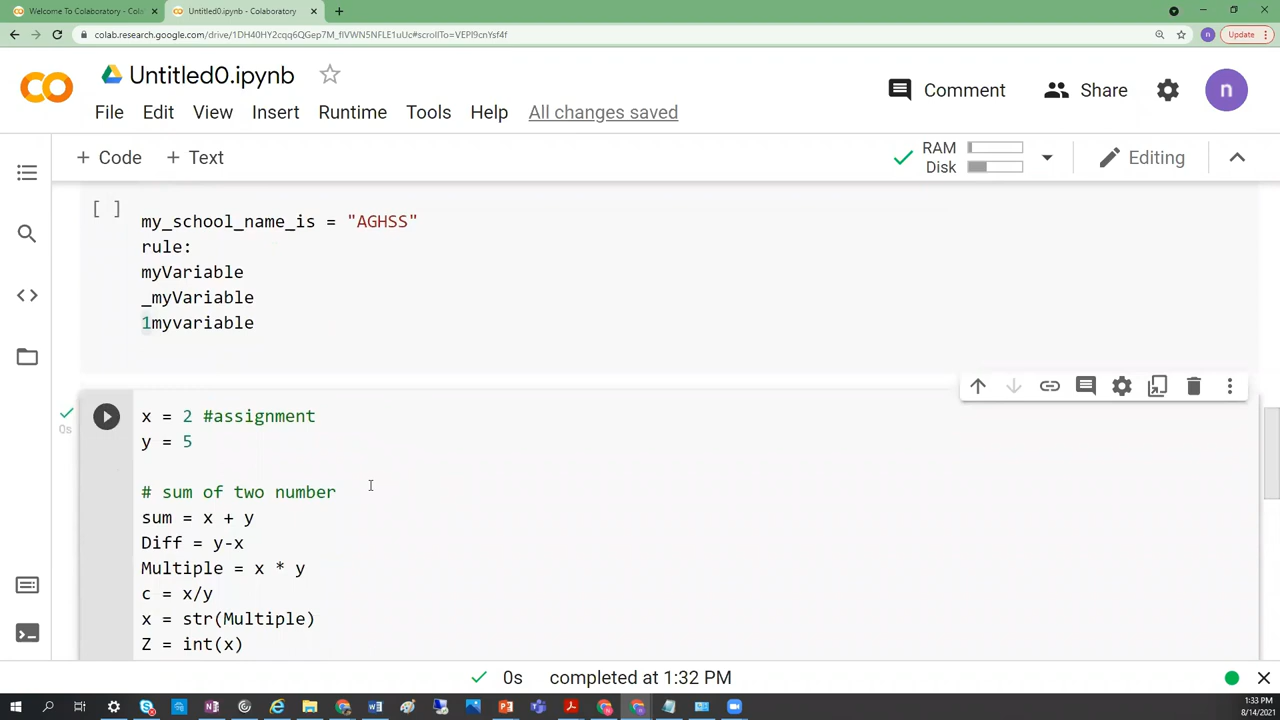 Welcome To Colaboratory - Col
Untitled0.ipynb - Colaboratory
colab.research.google.com/drive/1DH40HY2cqq6QGep7M_fIVWN5NFLE1uUc#scrollTo=VEPl9cnYsf4f
n
Update
Untitled0.ipynb
Comment
Share
n
File Edit View Insert Runtime Tools Help All changes saved
+ Code + Text
RAM
Disk
Editing
[ ]
my_school_name_is = "AGHSS"
rule:
myVariable
_myVariable
1myvariable
0s
x = 2 #assignment
y = 5
# sum of two number
sum = x + y
Diff = y-x
Multiple = x * y
c = x/y
x = str(Multiple)
Z = int(x)
0s completed at 1:32 PM
1:33 PM
8/14/2021